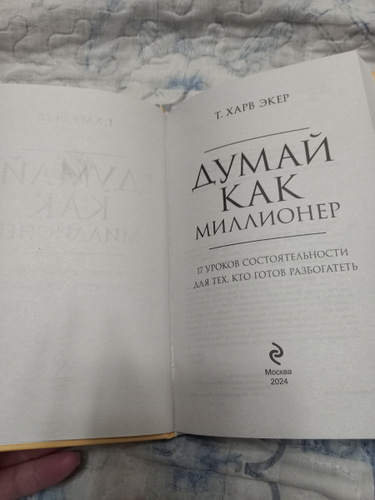 Т. ХАРВ ЭКЕР
ДУМАЙ
КАК
МИЛЛИОНЕР
17 УРОКОВ СОСТОЯТЕЛЬНОСТИ
ДЛЯ ТЕХ, КТО ГОТОВ РАЗБОГАТЕТЬ
Москва
2024